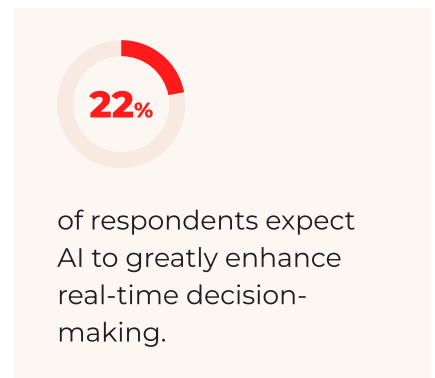 22%
of respondents expect
AI to greatly enhance
real-time decision-
making.